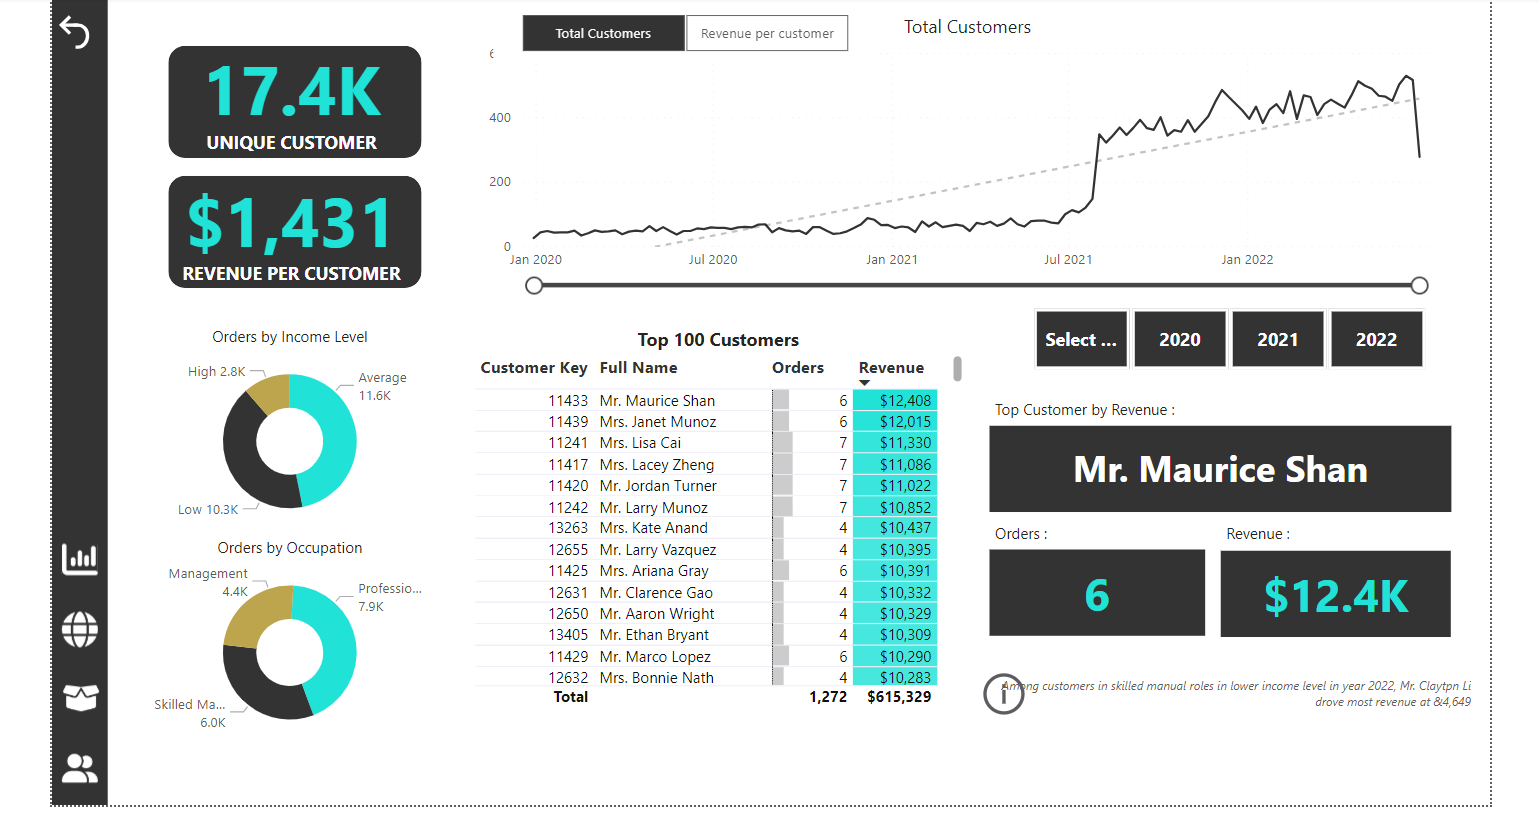 17.4K
UNIQUE CUSTOMER
$1,431
REVENUE PER CUSTOMER
Total Customers
Revenue per customer
Total Customers
6
400
200
0
Jan 2020
Jul 2020
Jan 2021
Jul 2021
Jan 2022
Orders by Income Level
High 2.8K
Average
11.6K
Low 10.3K
Orders by Occupation
Management
4.4K
Professio...
7.9K
Skilled Ma...
6.0K
Top 100 Customers
Customer Key Full Name Orders Revenue
11433 Mr. Maurice Shan 6 $12,408
11439 Mrs. Janet Munoz 6 $12,015
11241 Mrs. Lisa Cai 7 $11,330
11417 Mrs. Lacey Zheng 7 $11,086
11420 Mr. Jordan Turner 7 $11,022
11242 Mr. Larry Munoz 7 $10,852
13263 Mrs. Kate Anand 4 $10,437
12655 Mr. Larry Vazquez 4 $10,395
11425 Mrs. Ariana Gray 6 $10,391
12631 Mr. Clarence Gao 4 $10,332
12650 Mr. Aaron Wright 4 $10,329
13405 Mr. Ethan Bryant 4 $10,309
11429 Mr. Marco Lopez 6 $10,290
12632 Mrs. Bonnie Nath 4 $10,283
Total 1,272 $615,329
Select ...
2020
2021
2022
Top Customer by Revenue :
Mr. Maurice Shan
Orders :
6
Revenue :
$12.4K
Among customers in skilled manual roles in lower income level in year 2022, Mr. Claytpn Li
drove most revenue at &4,649